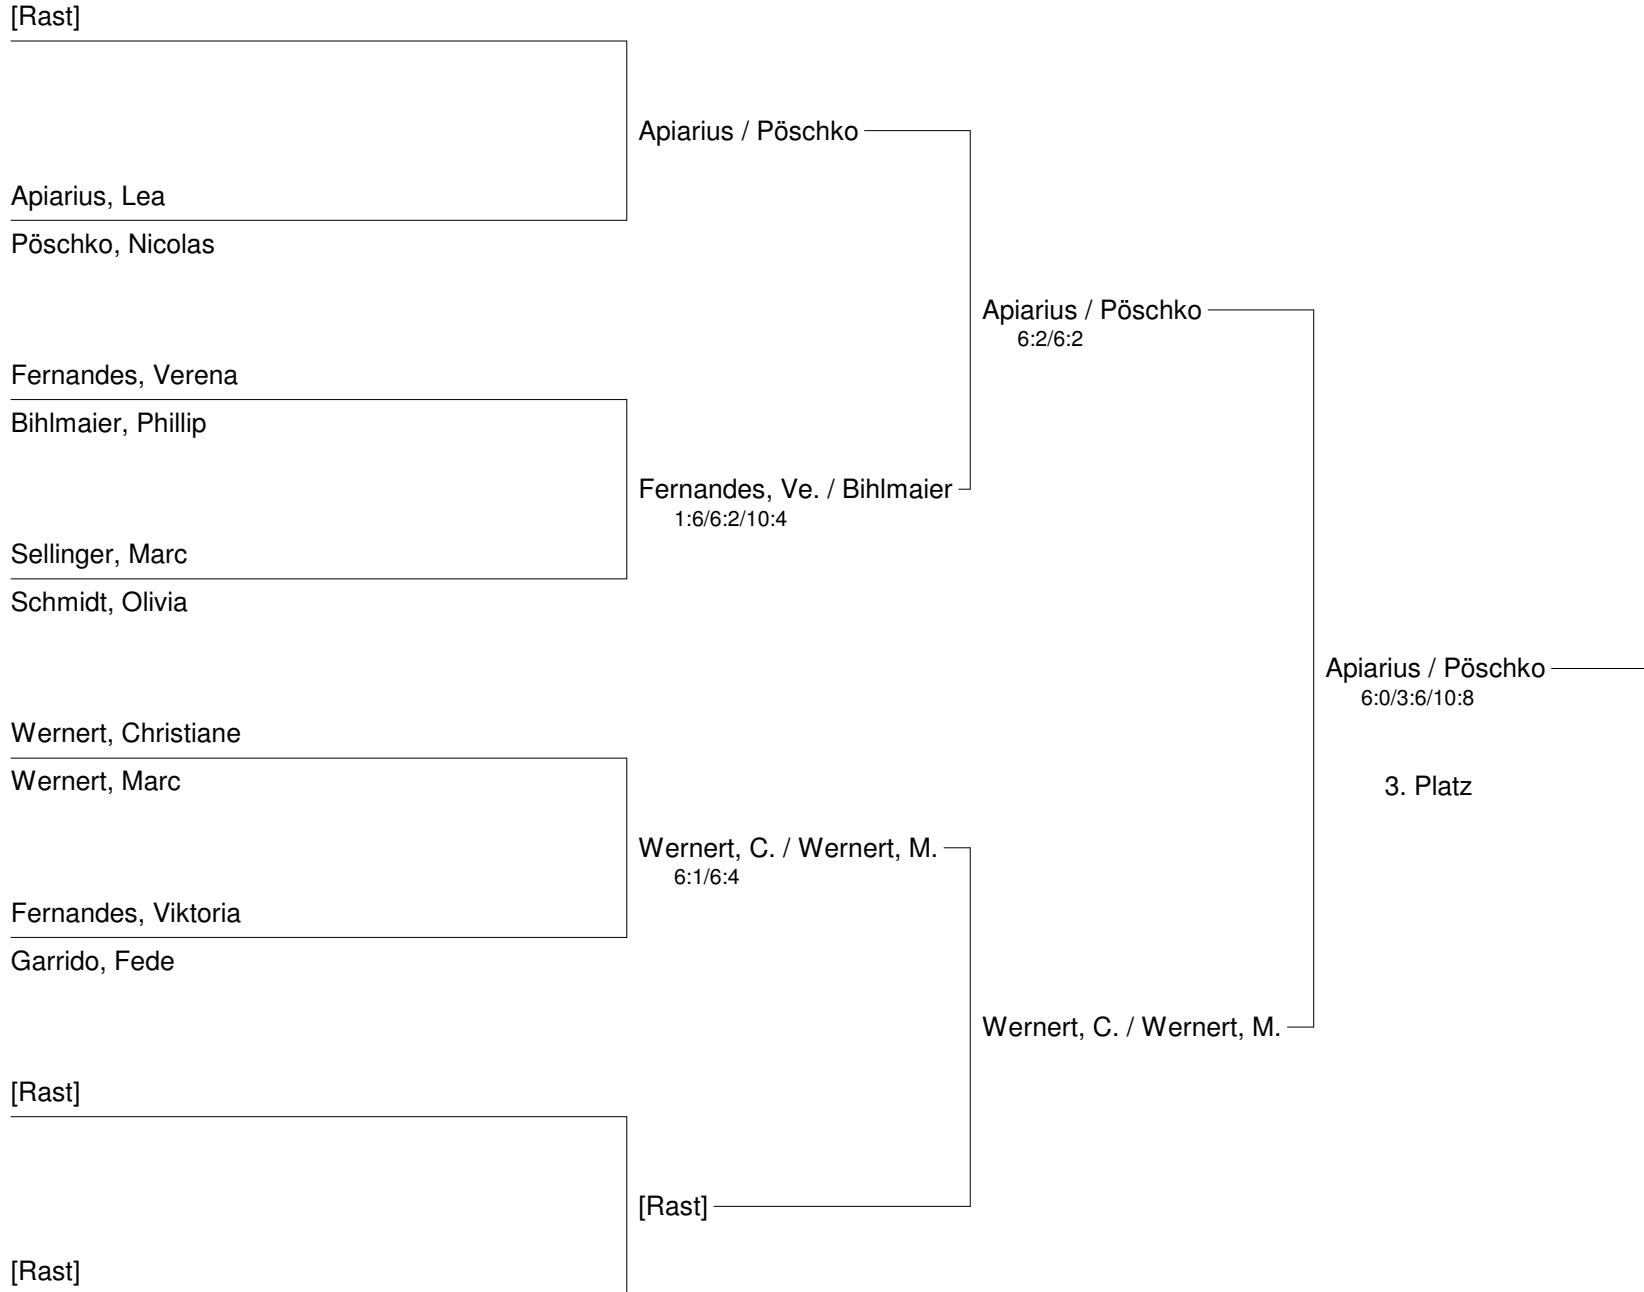 [Rast]
Apiarius / Pöschko
Apiarius, Lea
Pöschko, Nicolas
Apiarius / Pöschko
6:2/6:2
Fernandes, Verena
Bihlmaier, Phillip
Fernandes, Ve. / Bihlmaier
1:6/6:2/10:4
Sellinger, Marc
Schmidt, Olivia
Apiarius / Pöschko
6:0/3:6/10:8
Wernert, Christiane
Wernert, Marc
3. Platz
Wernert, C. / Wernert, M.
6:1/6:4
Fernandes, Viktoria
Garrido, Fede
Wernert, C. / Wernert, M.
[Rast]
[Rast]
[Rast]